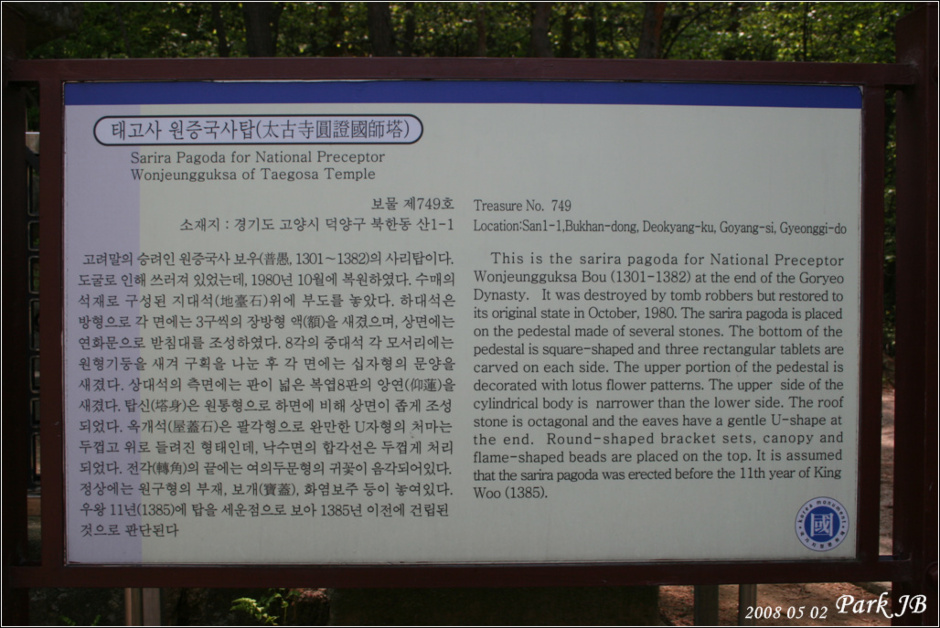 태고사 원증국사탑(太古寺圓證國師塔)
Sarira Pagoda for National Preceptor
Wonjeungguksa of Taegosa Temple
보물 제749호
소재지 : 경기도 고양시 덕양구 북한동 산1-1
고려말의 승려인 원증국사 보우(普愚, 1301~1382)의 사리탑이다.
도굴로 인해 쓰러져 있었는데, 1980년 10월에 복원하였다. 수매의
석재로 구성된 지대석(地臺石)위에 부도를 놓았다. 하대석은
방형으로 각 면에는 3구씩의 장방형 액(額)을 새겼으며, 상면에는
연화문으로 받침대를 조성하였다. 8각의 중대석 각 모서리에는
원형기둥을 새겨 구획을 나눈 후 각 면에는 십자형의 문양을
새겼다. 상대석의 측면에는 판이 넓은 복엽8판의 앙연(仰蓮)을
새겼다. 탑신(塔身)은 원통형으로 하면에 비해 상면이 좁게 조성
되었다. 옥개석(屋蓋石)은 팔각형으로 완만한 U자형의 처마는
두껍고 위로 들려진 형태인데, 낙수면의 합각선은 두껍게 처리
되었다. 전각(轉角)의 끝에는 여의두문형의 귀꽃이 음각되어있다.
정상에는 원구형의 부재, 보개(寶蓋), 화염보주 등이 놓여있다.
우왕 11년(1385)에 탑을 세운점으로 보아 1385년 이전에 건립된
것으로 판단된다
Treasure No. 749
Location:San1-1,Bukhan-dong, Deokyang-ku, Goyang-si, Gyeonggi-do
This is the sarira pagoda for National Preceptor
Wonjeungguksa Bou (1301-1382) at the end of the Goryeo
Dynasty. It was destroyed by tomb robbers but restored to
its original state in October, 1980. The sarira pagoda is placed
on the pedestal made of several stones. The bottom of the
pedestal is square-shaped and three rectangular tablets are
carved on each side. The upper portion of the pedestal is
decorated with lotus flower patterns. The upper side of the
cylindrical body is narrower than the lower side. The roof
stone is octagonal and the eaves have a gentle U-shape at
the end. Round-shaped bracket sets, canopy and
flame-shaped beads are placed on the top. It is assumed
that the sarira pagoda was erected before the 11th year of King
Woo (1385).
korea monument
國
2008 05 02 Park JB